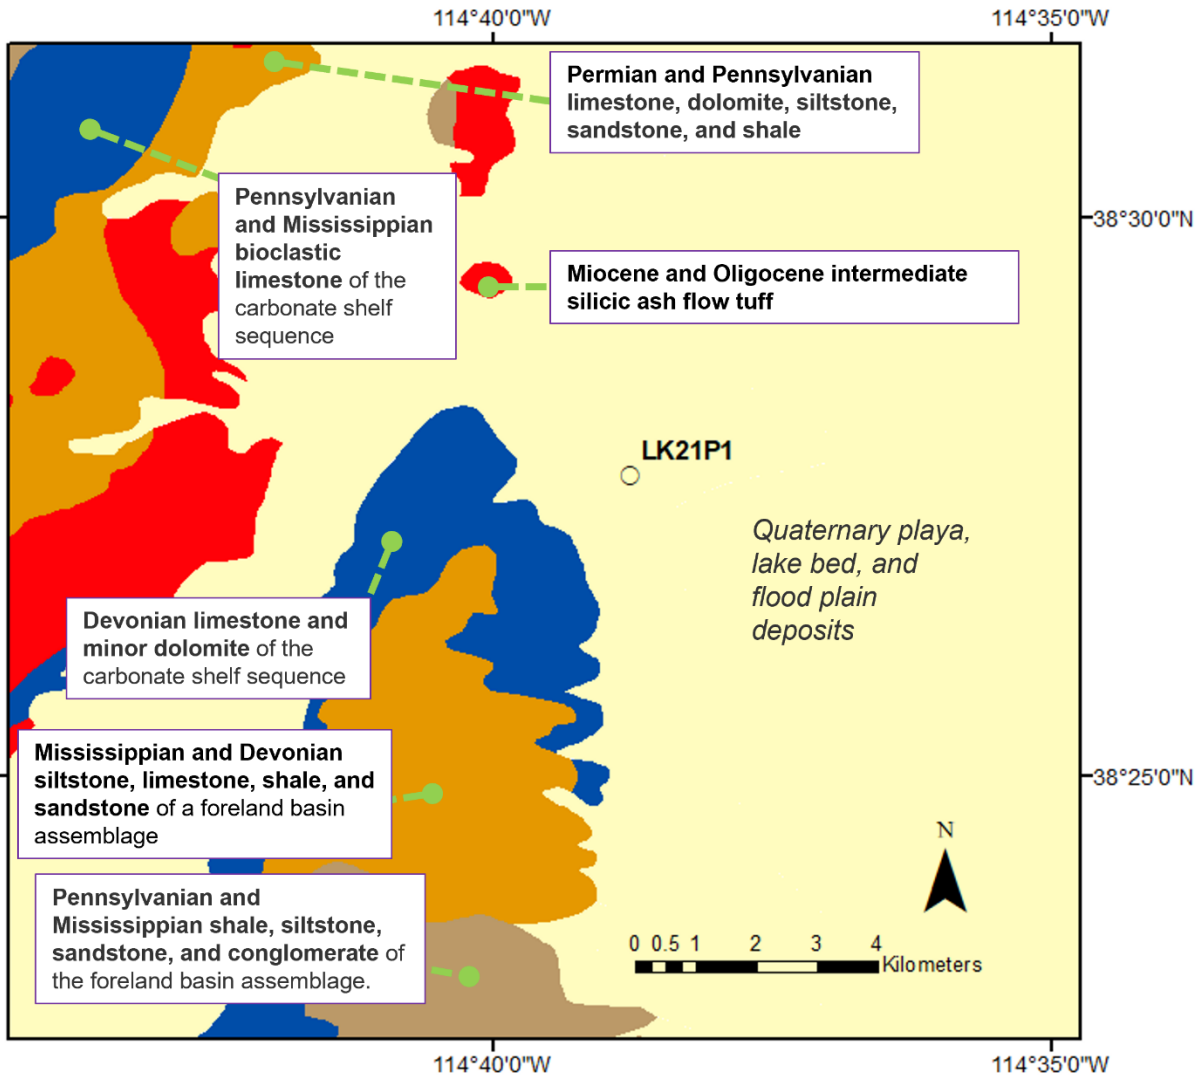 114°40'0"W
114°35'0"W
Permian and Pennsylvanian
limestone, dolomite, siltstone,
sandstone, and shale
Pennsylvanian
and Mississippian
bioclastic
limestone of the
carbonate shelf
sequence
38°30'0"N
Miocene and Oligocene intermediate
silicic ash flow tuff
LK21P1
Quaternary playa,
lake bed, and
flood plain
deposits
Devonian limestone and
minor dolomite of the
carbonate shelf sequence
Mississippian and Devonian
siltstone, limestone, shale, and
sandstone of a foreland basin
assemblage
38°25'0"N
N
Pennsylvanian and
Mississippian shale, siltstone,
sandstone, and conglomerate of
the foreland basin assemblage.
0 0.5 1 2 3 4
Kilometers
114°40'0"W
114°35'0"W